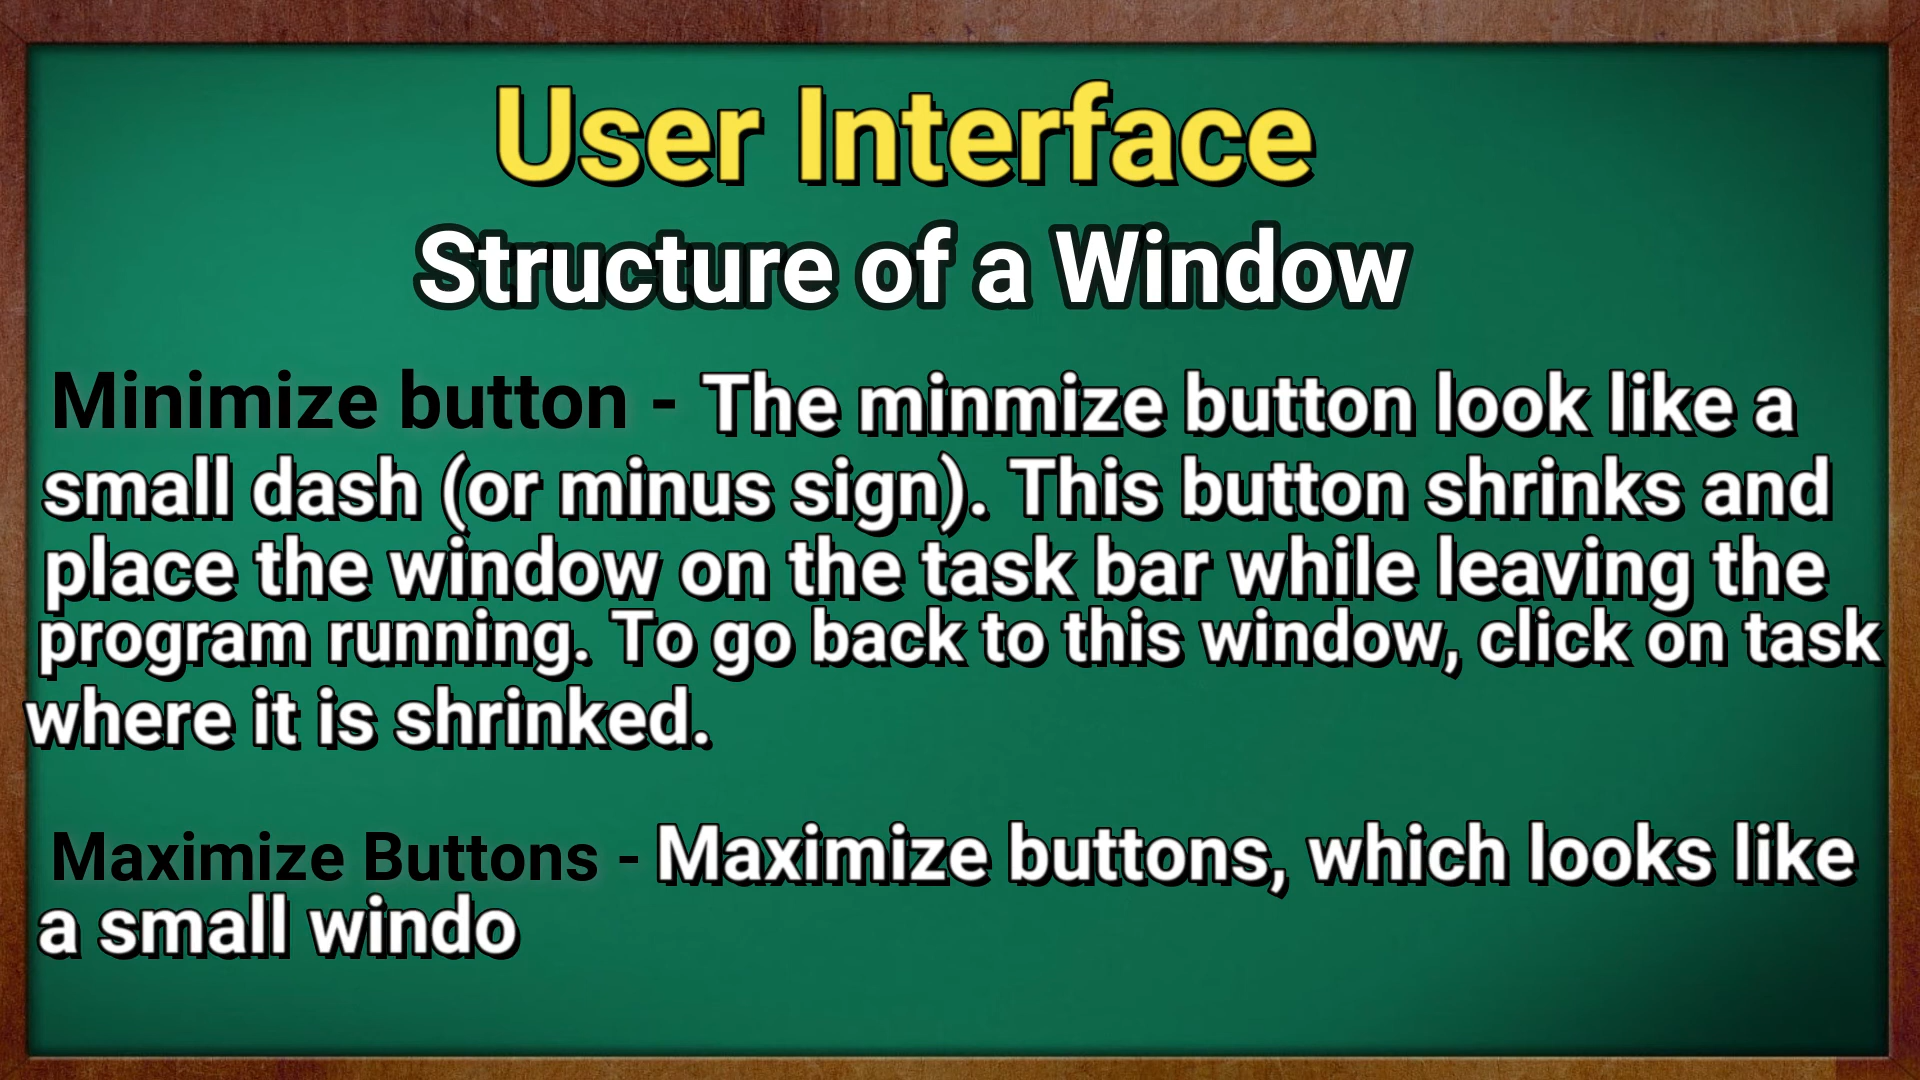 User Interface
Structure of a Window
Minimize button - The minmize button look like a
small dash (or minus sign). This button shrinks and
place the window on the task bar while leaving the
program running. To go back to this window, click on task
where it is shrinked.
Maximize Buttons - Maximize buttons, which looks like
a small windo